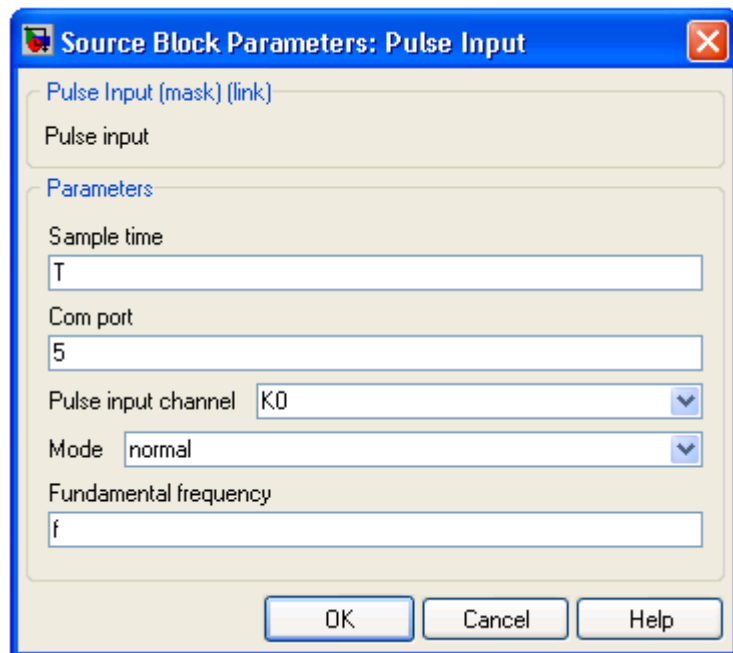 Source Block Parameters: Pulse Input
Pulse Input (mask) (link)
Pulse input
Parameters
Sample time
T
Com port
5
Pulse input channel K0
Mode normal
Fundamental frequency
f
OK Cancel Help